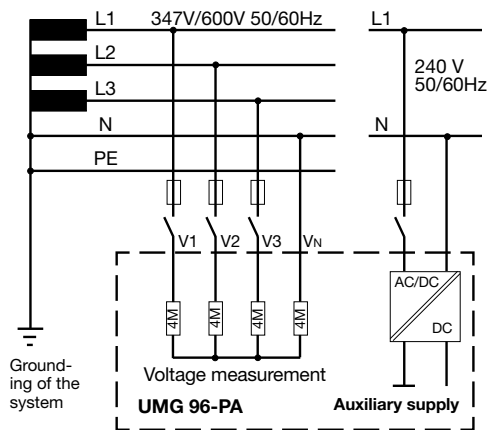 L1 347V/600V 50/60Hz L1
L2
240 V
50/60Hz
L3
N N
PE
V1 V2 V3 VN
AC/DC
4M 4M 4M 4M
DC
Ground-
ing of the
system
Voltage measurement
UMG 96-PA Auxiliary supply